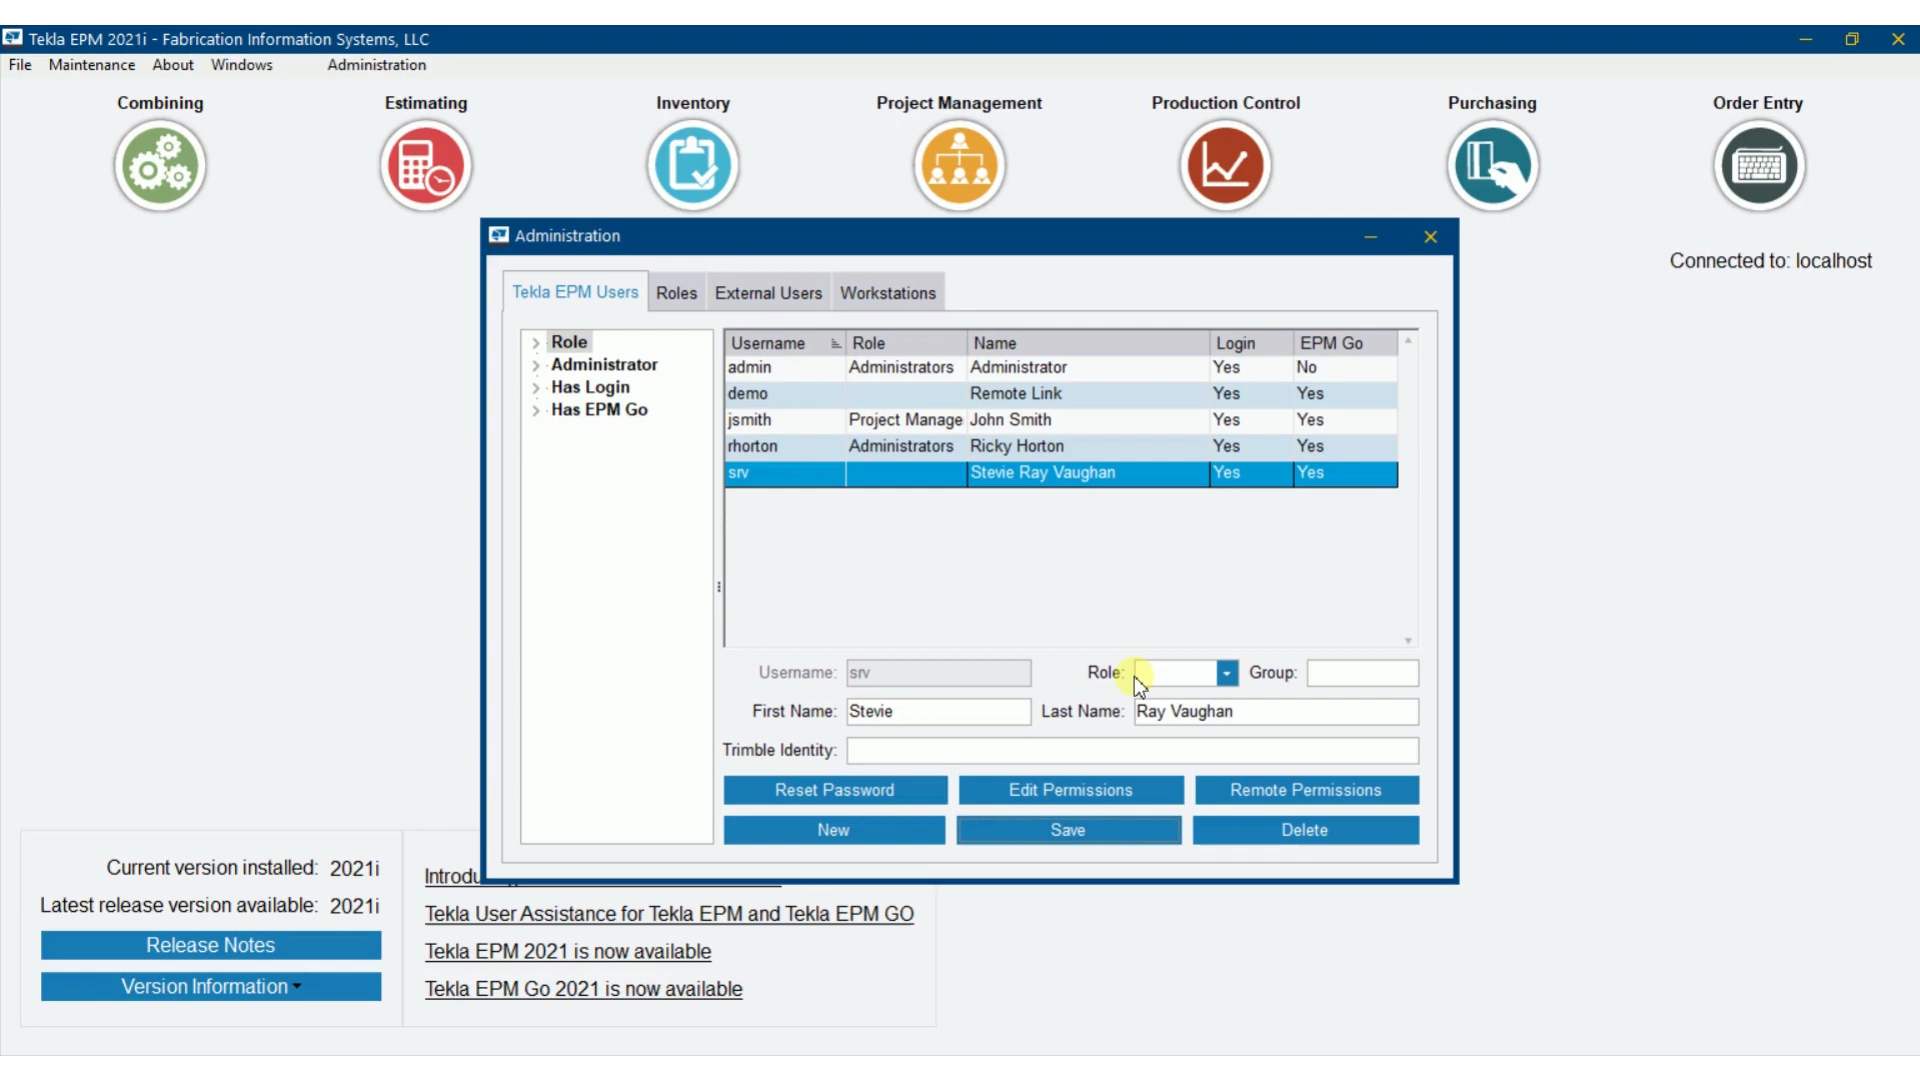 Tekla EPM 2021i - Fabrication Information Systems, LLC
File Maintenance About Windows Administration
Combining Estimating Inventory Project Management Production Control Purchasing Order Entry
Connected to: localhost
Administration
Tekla EPM Users Roles External Users Workstations
Role
Administrator
Has Login
Has EPM Go
Username Role Name Login EPM Go
admin Administrators Administrator Yes No
demo Remote Link Yes Yes
jsmith Project Manage John Smith Yes Yes
rhorton Administrators Ricky Horton Yes Yes
srv Stevie Ray Vaughan Yes Yes
Username: srv Role: Group:
First Name: Stevie Last Name: Ray Vaughan
Trimble Identity:
Reset Password Edit Permissions Remote Permissions
New Save Delete
Current version installed: 2021i
Latest release version available: 2021i
Release Notes
Version Information
Introdu
Tekla User Assistance for Tekla EPM and Tekla EPM GO
Tekla EPM 2021 is now available
Tekla EPM Go 2021 is now available